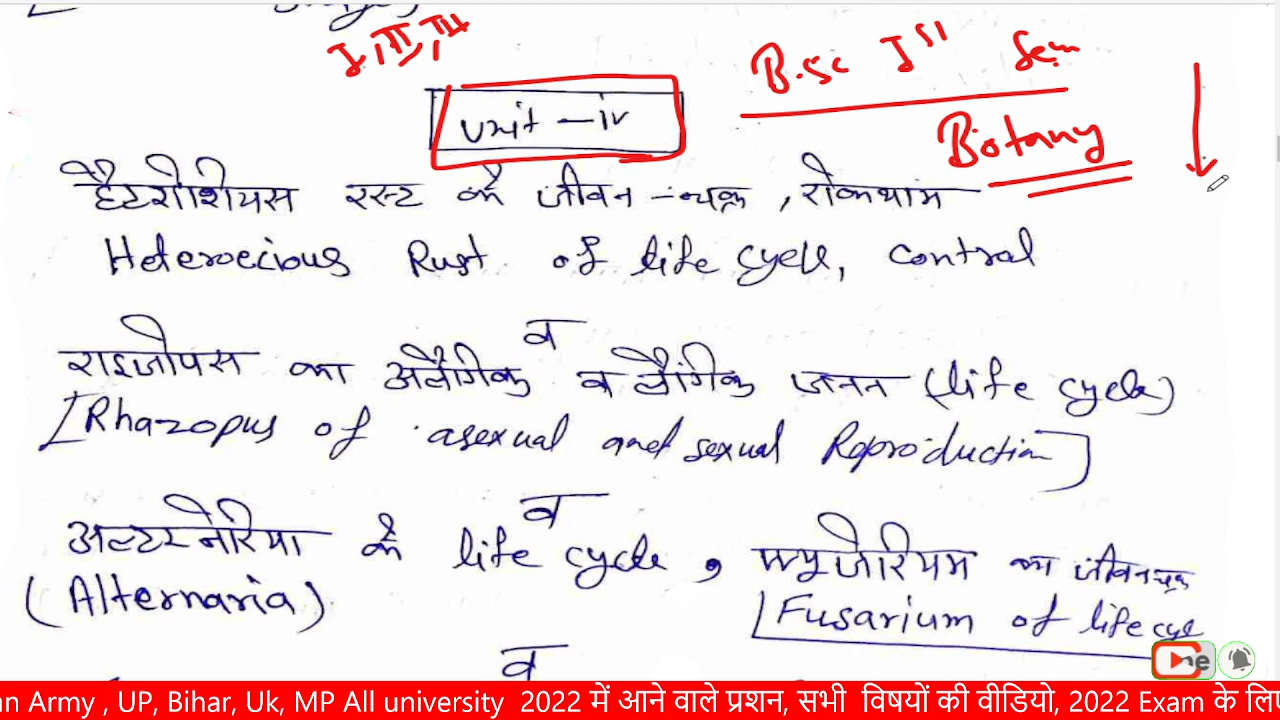 I, II, III
B.Sc Ist Sem
Unit - iv
Botany
हैटरोशियस रस्ट के जीवन-चक्र, रोकथाम
Heteroecious Rust of life cycle, control
व
राइजोपस का अलैंगिक व लैंगिक जनन (life cycle)
[Rhazopus of asexual and sexual Reproduction]
व
अल्टरनेरिया के life cycle, फ्यूजेरियम का जीवनचक्र
(Alternaria) [Fusarium of life cycl
व
an Army , UP, Bihar, Uk, MP All university 2022 में आने वाले प्रशन, सभी विषयों की वीडियो, 2022 Exam के लि